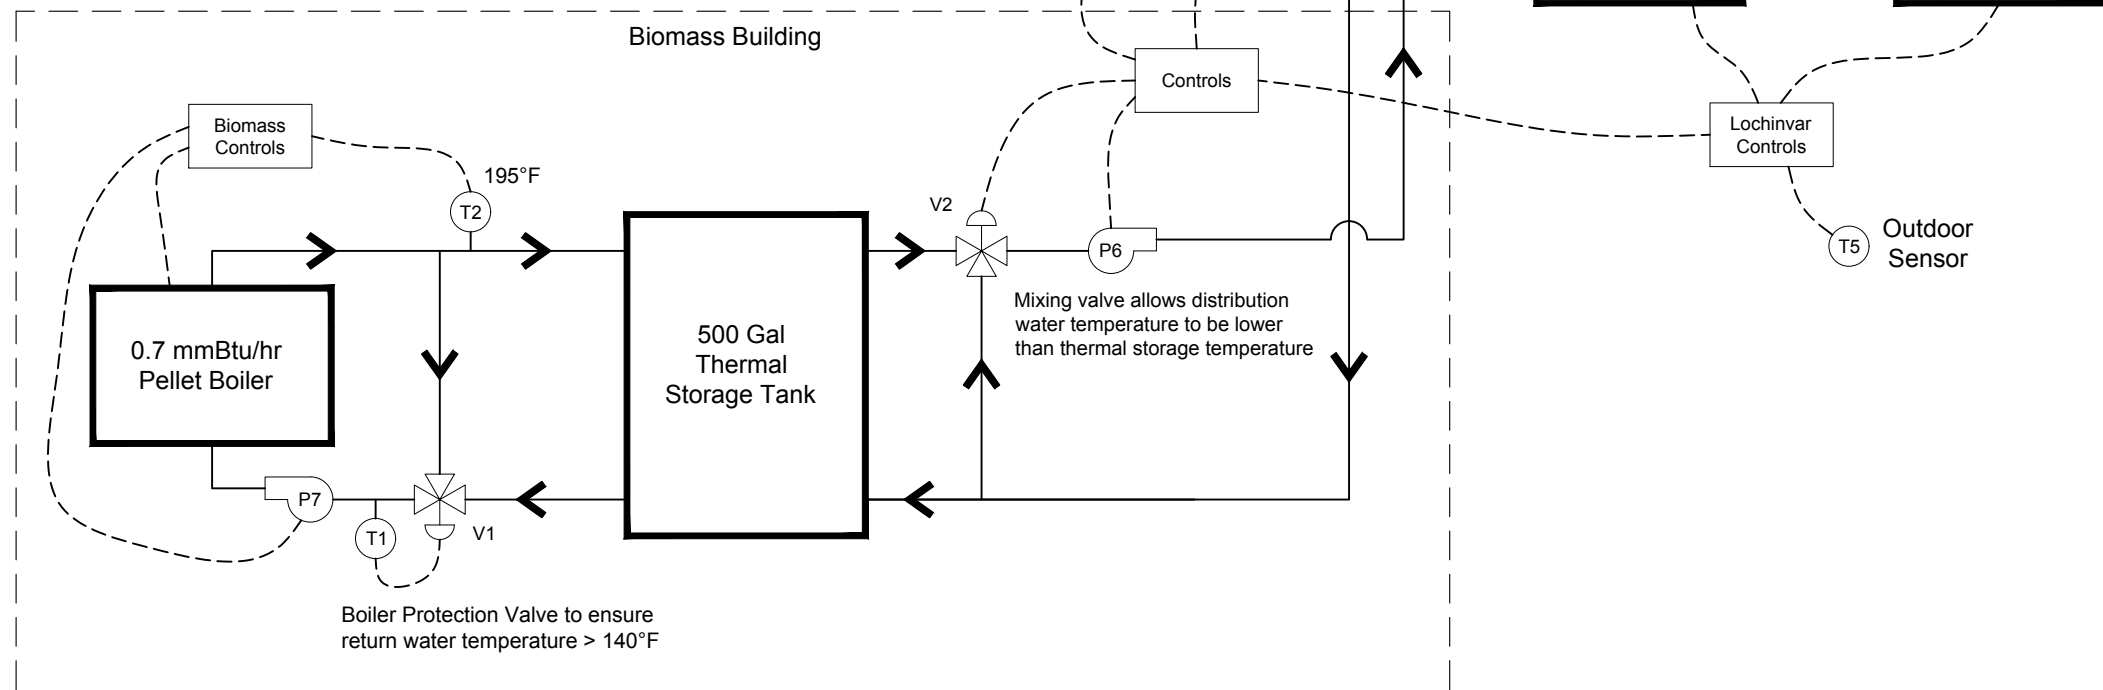 Biomass Building
Controls
Biomass
Controls
Lochinvar
Controls
195°F
T2
V2
P6
T5
Outdoor
Sensor
Mixing valve allows distribution
water temperature to be lower
than thermal storage temperature
0.7 mmBtu/hr
Pellet Boiler
500 Gal
Thermal
Storage Tank
P7
T1
V1
Boiler Protection Valve to ensure
return water temperature > 140°F